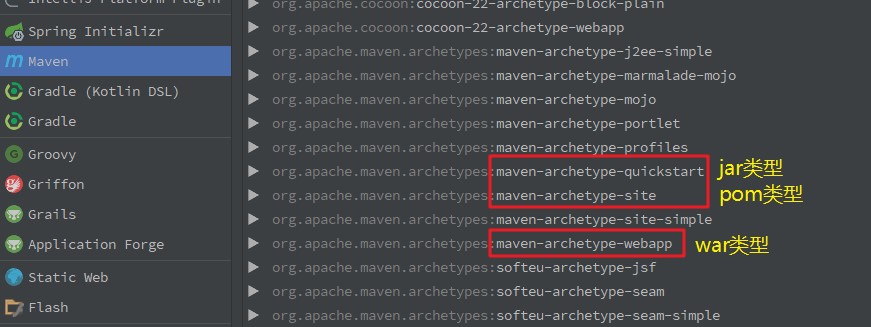 IntelliJ Platform Plugin
Spring Initializr
Maven
Gradle (Kotlin DSL)
Gradle
Groovy
Griffon
Grails
Application Forge
Static Web
Flash
org.apache.cocoon:cocoon-22-archetype-block-plain
org.apache.cocoon:cocoon-22-archetype-webapp
org.apache.maven.archetypes:maven-archetype-j2ee-simple
org.apache.maven.archetypes:maven-archetype-marmalade-mojo
org.apache.maven.archetypes:maven-archetype-mojo
org.apache.maven.archetypes:maven-archetype-portlet
org.apache.maven.archetypes:maven-archetype-profiles
org.apache.maven.archetypes:maven-archetype-quickstart jar类型
org.apache.maven.archetypes:maven-archetype-site pom类型
org.apache.maven.archetypes:maven-archetype-site-simple
org.apache.maven.archetypes:maven-archetype-webapp war类型
org.apache.maven.archetypes:softeu-archetype-jsf
org.apache.maven.archetypes:softeu-archetype-seam
org.apache.maven.archetypes:softeu-archetype-seam-simple